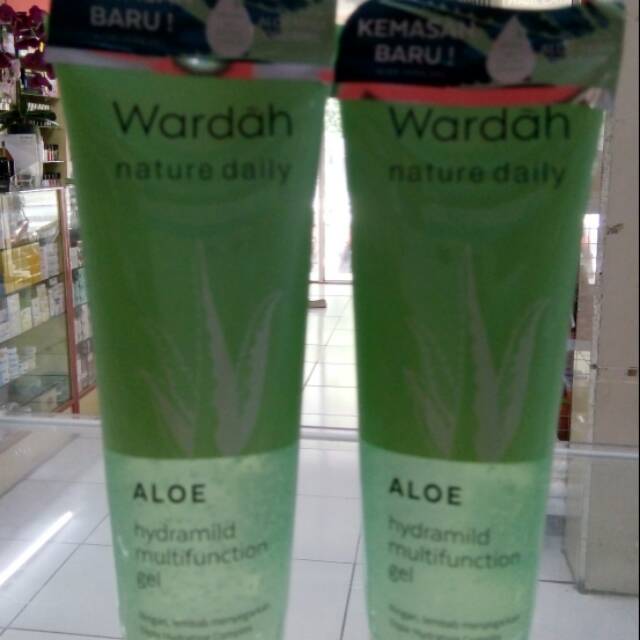 BARU!
Wardah
nature daily
ALOE
hydramild
multifunction
gel
KEMASAN
BARU!
Wardah
nature daily
ALOE
hydramild
multifunction
gel